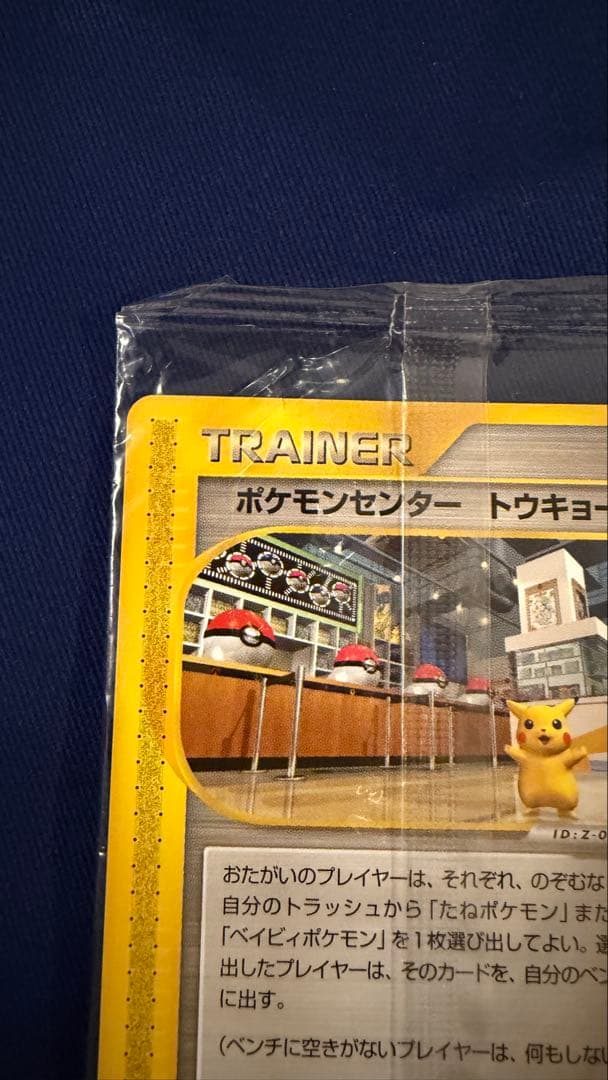 TRAINER
ポケモンセンター トウキョー
ID:Z-0
おたがいのプレイヤーは、それぞれ、のぞむな
自分のトラッシュから「たねポケモン」また
「ベイビィポケモン」を1枚選び出してよい。選
出したプレイヤーは、そのカードを、自分のベン
に出す。
(ベンチに空きがないプレイヤーは、何もしない